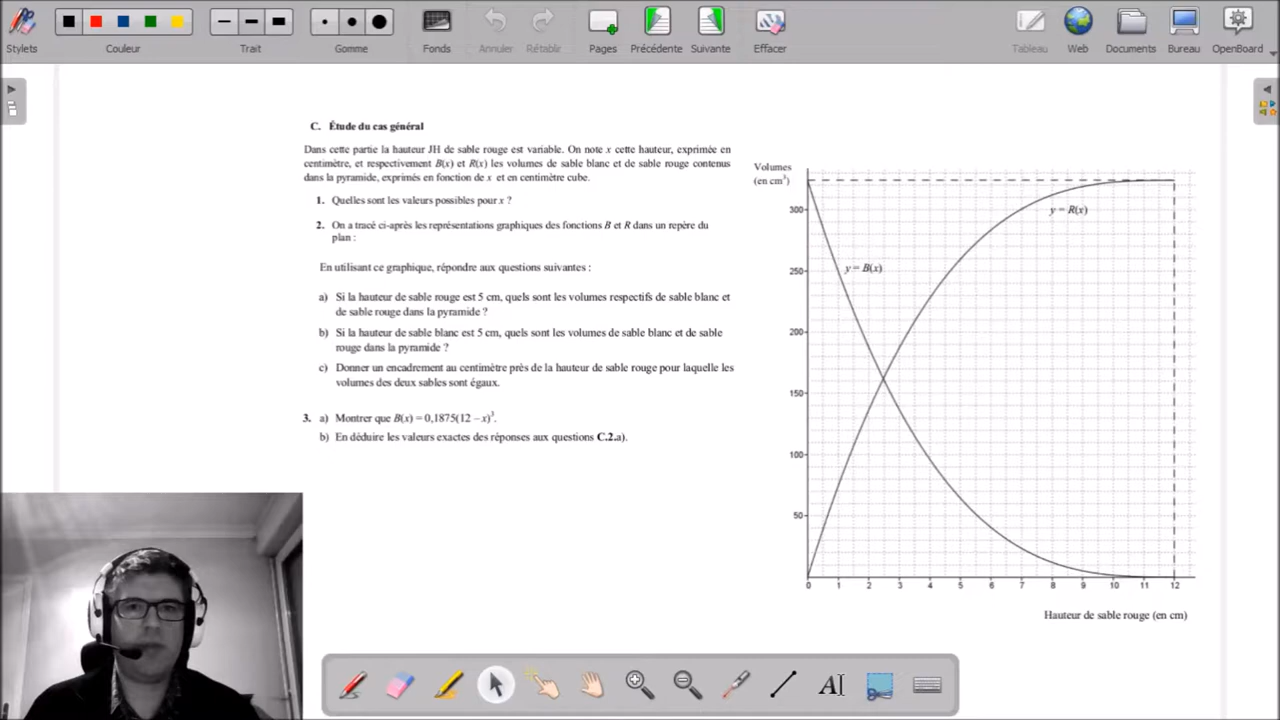 Stylets
Couleur
Trait
Gomme
Fonds
Annuler
Rétablir
Pages
Précédente
Suivante
Effacer
Tableau
Web
Documents
Bureau
OpenBoard
C. Étude du cas général
Dans cette partie la hauteur JH de sable rouge est variable. On note x cette hauteur, exprimée en
centimètre, et respectivement B(x) et R(x) les volumes de sable blanc et de sable rouge contenus
dans la pyramide, exprimés en fonction de x et en centimètre cube.
1. Quelles sont les valeurs possibles pour x ?
2. On a tracé ci-après les représentations graphiques des fonctions B et R dans un repère du
plan :
En utilisant ce graphique, répondre aux questions suivantes :
a) Si la hauteur de sable rouge est 5 cm, quels sont les volumes respectifs de sable blanc et
de sable rouge dans la pyramide ?
b) Si la hauteur de sable blanc est 5 cm, quels sont les volumes de sable blanc et de sable
rouge dans la pyramide ?
c) Donner un encadrement au centimètre près de la hauteur de sable rouge pour laquelle les
volumes des deux sables sont égaux.
3. a) Montrer que B(x) = 0,1875(12 – x)³.
b) En déduire les valeurs exactes des réponses aux questions C.2.a).
Volumes
(en cm³)
300
y = R(x)
250
y = B(x)
200
150
100
50
0 1 2 3 4 5 6 7 8 9 10 11 12
Hauteur de sable rouge (en cm)
AI